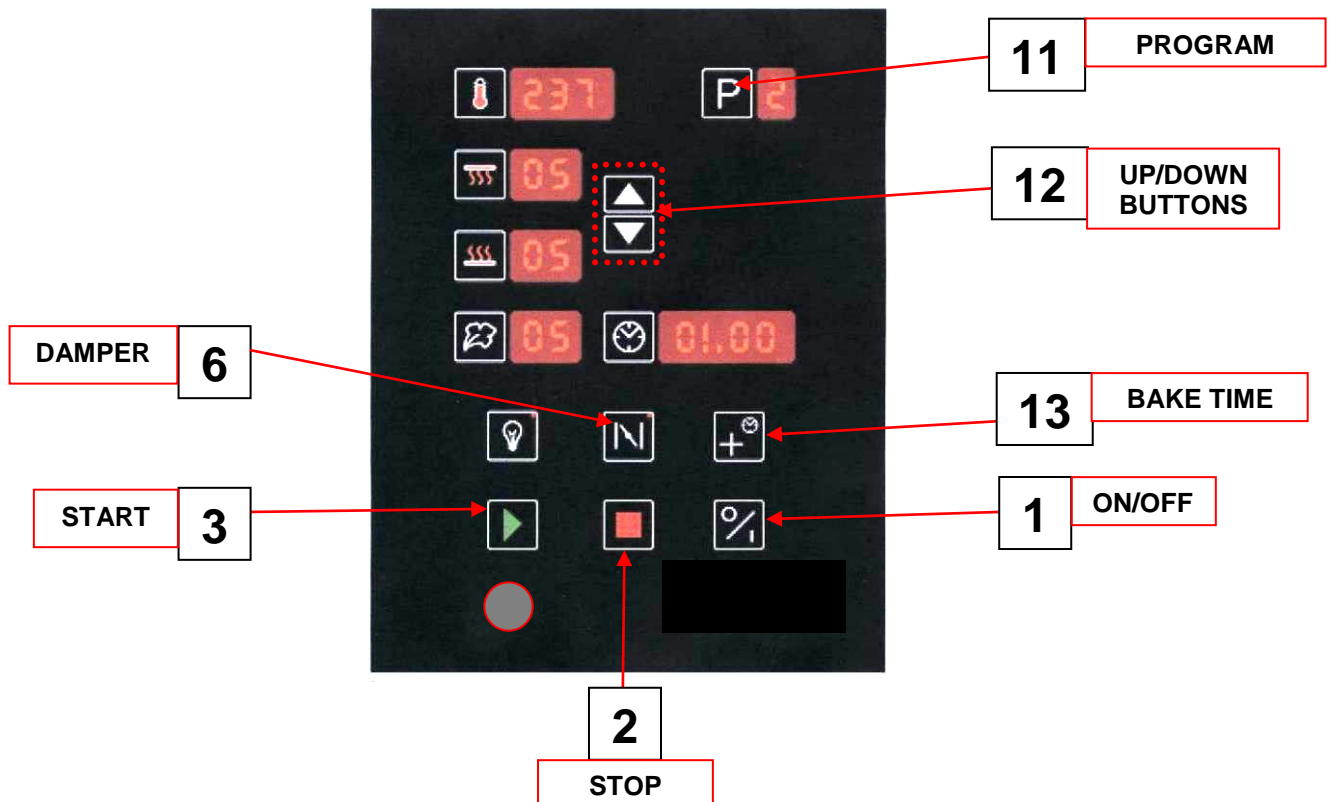 11 PROGRAM
237
P 2
05
12 UP/DOWN
BUTTONS
05
05
01.00
DAMPER 6
13 BAKE TIME
START 3
1 ON/OFF
2
STOP